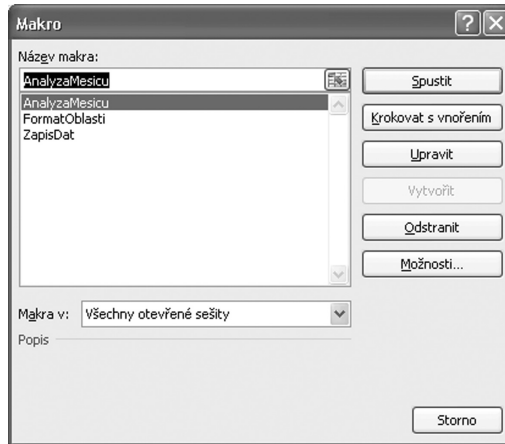 Makro
Název makra:
AnalyzaMesicu
AnalyzaMesicu
FormatOblasti
ZapisDat
Spustit
Krokovat s vnořením
Upravit
Vytvořit
Odstranit
Možnosti...
Makra v: Všechny otevřené sešity
Popis
Storno